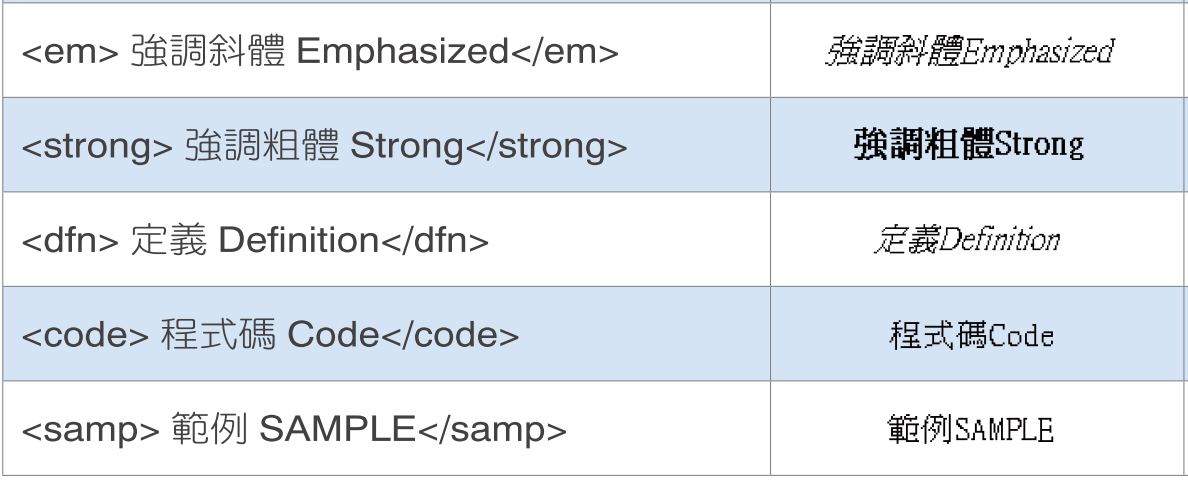 <em> 強調斜體 Emphasized</em>
強調斜體Emphasized
<strong> 強調粗體 Strong</strong>
強調粗體Strong
<dfn> 定義 Definition</dfn>
定義Definition
<code> 程式碼 Code</code>
程式碼Code
<samp> 範例 SAMPLE</samp>
範例SAMPLE